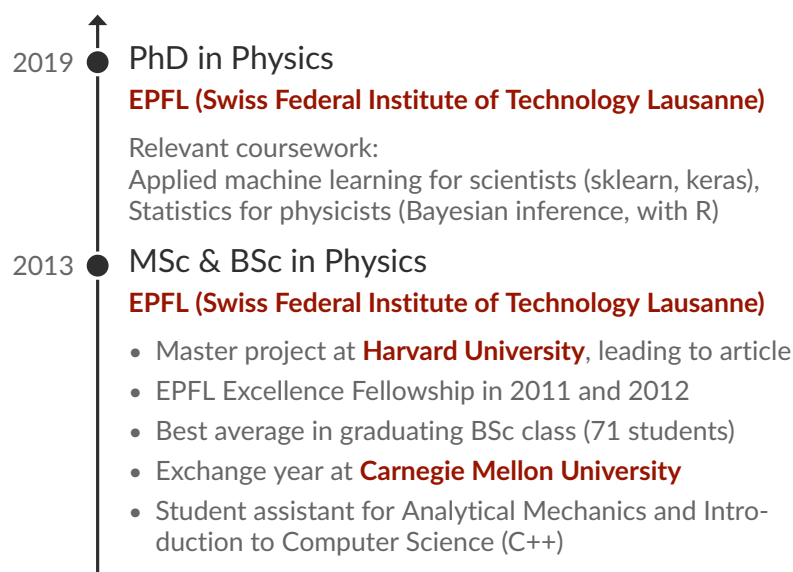 2019
PhD in Physics
EPFL (Swiss Federal Institute of Technology Lausanne)
Relevant coursework:
Applied machine learning for scientists (sklearn, keras),
Statistics for physicists (Bayesian inference, with R)
2013
MSc & BSc in Physics
EPFL (Swiss Federal Institute of Technology Lausanne)
• Master project at Harvard University, leading to article
• EPFL Excellence Fellowship in 2011 and 2012
• Best average in graduating BSc class (71 students)
• Exchange year at Carnegie Mellon University
• Student assistant for Analytical Mechanics and Intro-
duction to Computer Science (C++)